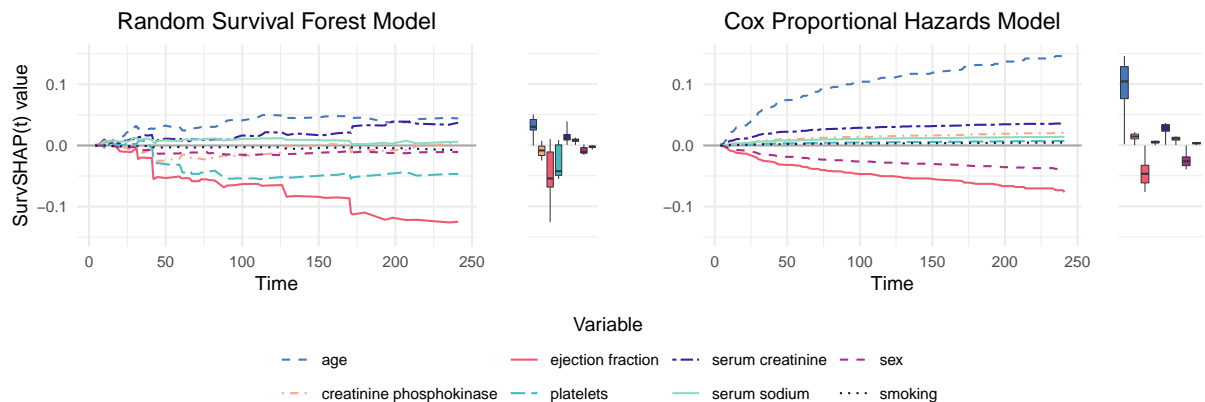 Random Survival Forest Model
Cox Proportional Hazards Model
SurvSHAP(t) value
0.1
0.0
−0.1
0 50 100 150 200 250
Time
0.1
0.0
−0.1
0 50 100 150 200 250
Time
Variable
age
ejection fraction
serum creatinine
sex
creatinine phosphokinase
platelets
serum sodium
smoking